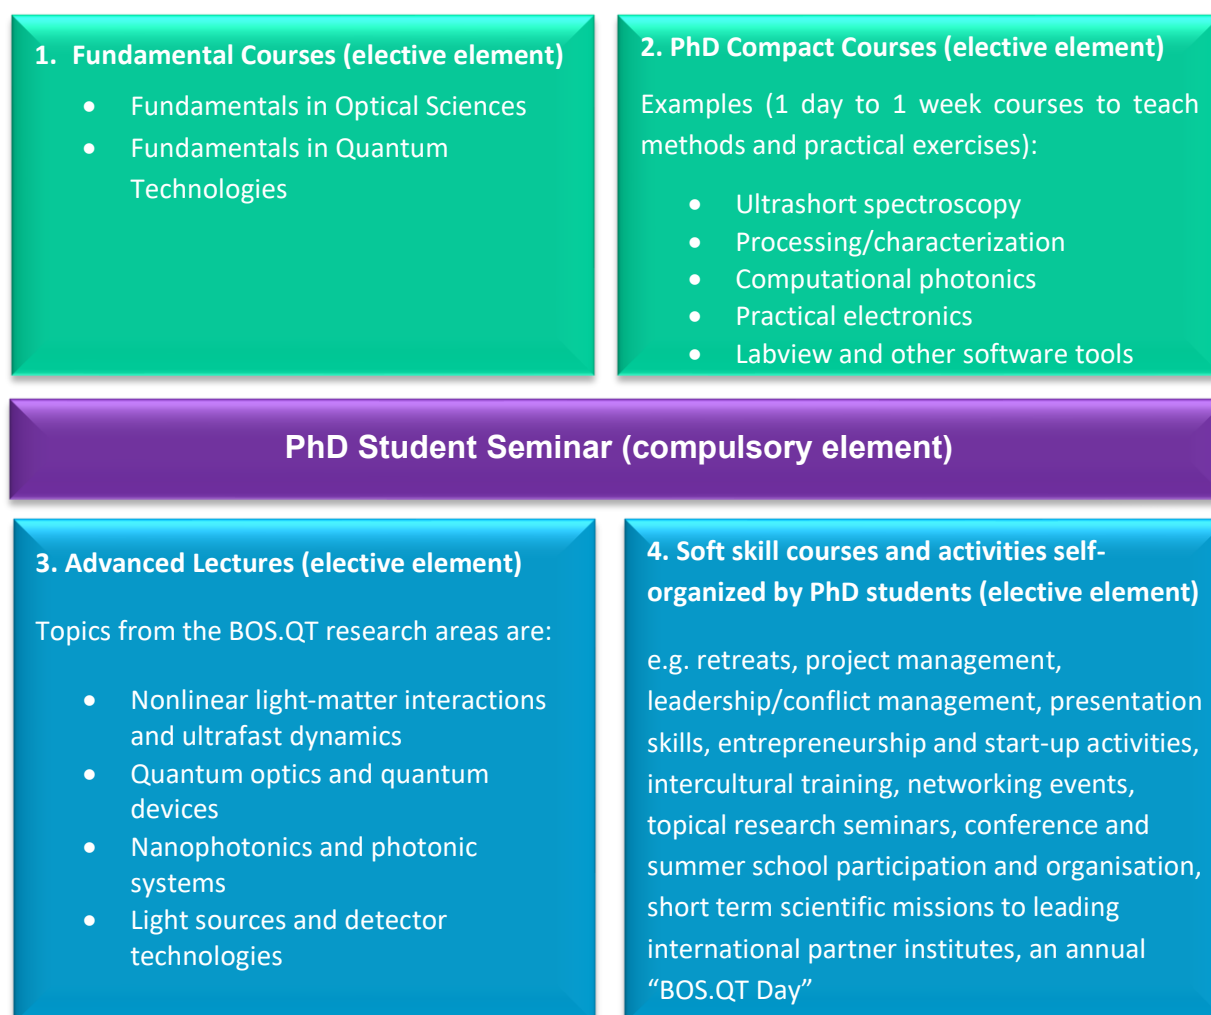 1. Fundamental Courses (elective element)
• Fundamentals in Optical Sciences
• Fundamentals in Quantum
Technologies
2. PhD Compact Courses (elective element)
Examples (1 day to 1 week courses to teach
methods and practical exercises):
• Ultrashort spectroscopy
• Processing/characterization
• Computational photonics
• Practical electronics
• Labview and other software tools
PhD Student Seminar (compulsory element)
3. Advanced Lectures (elective element)
Topics from the BOS.QT research areas are:
• Nonlinear light-matter interactions
and ultrafast dynamics
• Quantum optics and quantum
devices
• Nanophotonics and photonic
systems
• Light sources and detector
technologies
4. Soft skill courses and activities self-
organized by PhD students (elective element)
e.g. retreats, project management,
leadership/conflict management, presentation
skills, entrepreneurship and start-up activities,
intercultural training, networking events,
topical research seminars, conference and
summer school participation and organisation,
short term scientific missions to leading
international partner institutes, an annual
“BOS.QT Day”